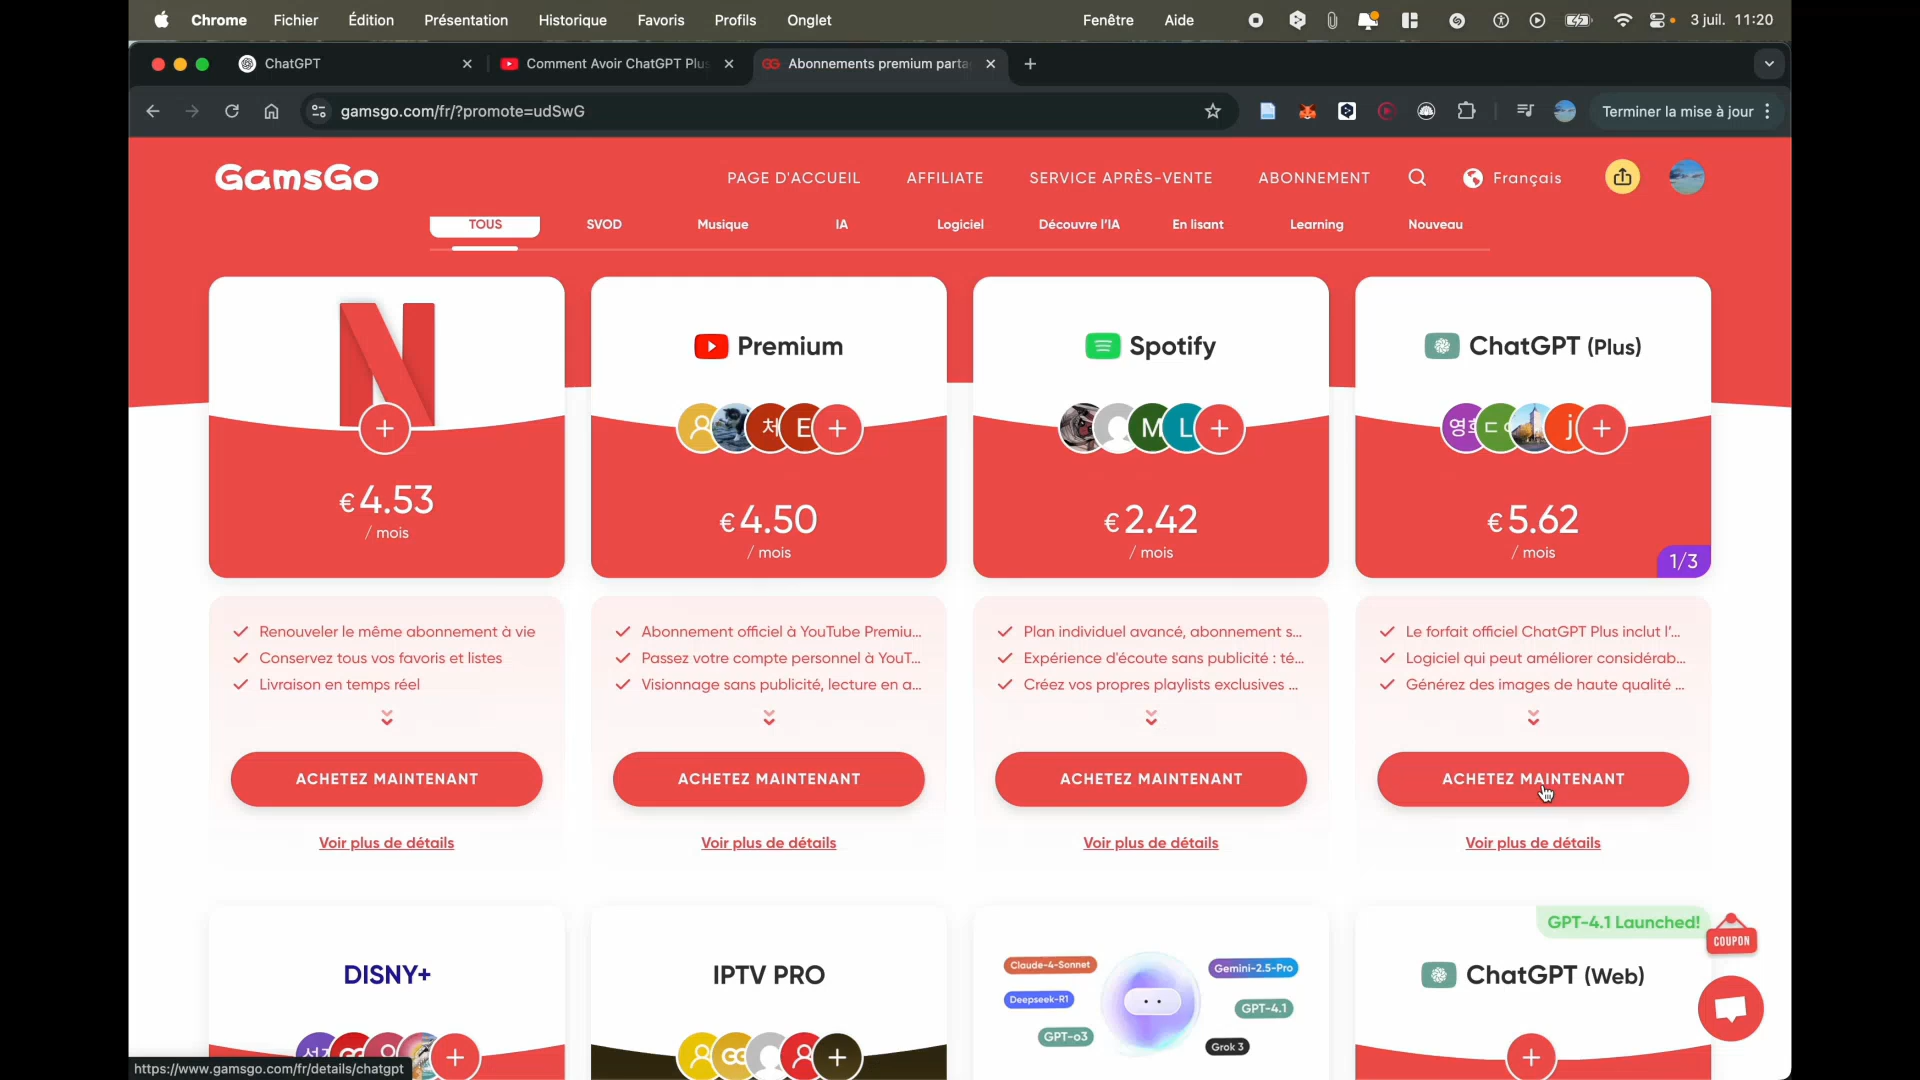 Chrome Fichier Édition Présentation Historique Favoris Profils Onglet Fenêtre Aide 3 juil. 11:20
ChatGPT Comment Avoir ChatGPT Plus Abonnements premium parta
gamsgo.com/fr/?promote=udSwG Terminer la mise à jour
GamsGo PAGE D'ACCUEIL AFFILIATE SERVICE APRÈS-VENTE ABONNEMENT Français
TOUS SVOD Musique IA Logiciel Découvre l'IA En lisant Learning Nouveau
Premium Spotify ChatGPT (Plus)
처 E M L 영화 j
€4.53 €4.50 €2.42 €5.62
/ mois / mois / mois / mois
1/3
Renouveler le même abonnement à vie
Conservez tous vos favoris et listes
Livraison en temps réel
Abonnement officiel à YouTube Premiu...
Passez votre compte personnel à YouT...
Visionnage sans publicité, lecture en a...
Plan individuel avancé, abonnement s...
Expérience d'écoute sans publicité : té...
Créez vos propres playlists exclusives ...
Le forfait officiel ChatGPT Plus inclut l'...
Logiciel qui peut améliorer considérab...
Générez des images de haute qualité ...
ACHETEZ MAINTENANT ACHETEZ MAINTENANT ACHETEZ MAINTENANT ACHETEZ MAINTENANT
Voir plus de détails Voir plus de détails Voir plus de détails Voir plus de détails
GPT-4.1 Launched!
COUPON
DISNY+ IPTV PRO ChatGPT (Web)
Claude-4-Sonnet Gemini-2.5-Pro
Deepseek-R1 GPT-4.1
GPT-o3 Grok 3
https://www.gamsgo.com/fr/details/chatgpt